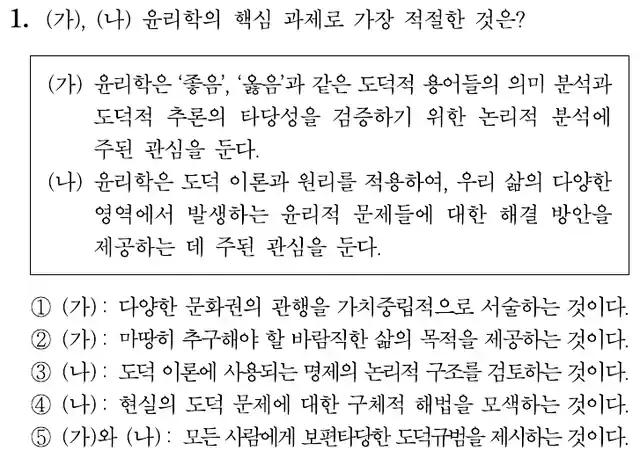 1. (가), (나) 윤리학의 핵심 과제로 가장 적절한 것은?
(가) 윤리학은 ‘좋음’, ‘옳음’과 같은 도덕적 용어들의 의미 분석과
도덕적 추론의 타당성을 검증하기 위한 논리적 분석에
주된 관심을 둔다.
(나) 윤리학은 도덕 이론과 원리를 적용하여, 우리 삶의 다양한
영역에서 발생하는 윤리적 문제들에 대한 해결 방안을
제공하는 데 주된 관심을 둔다.
① (가) : 다양한 문화권의 관행을 가치중립적으로 서술하는 것이다.
② (가) : 마땅히 추구해야 할 바람직한 삶의 목적을 제공하는 것이다.
③ (나) : 도덕 이론에 사용되는 명제의 논리적 구조를 검토하는 것이다.
④ (나) : 현실의 도덕 문제에 대한 구체적 해법을 모색하는 것이다.
⑤ (가)와 (나) : 모든 사람에게 보편타당한 도덕규범을 제시하는 것이다.